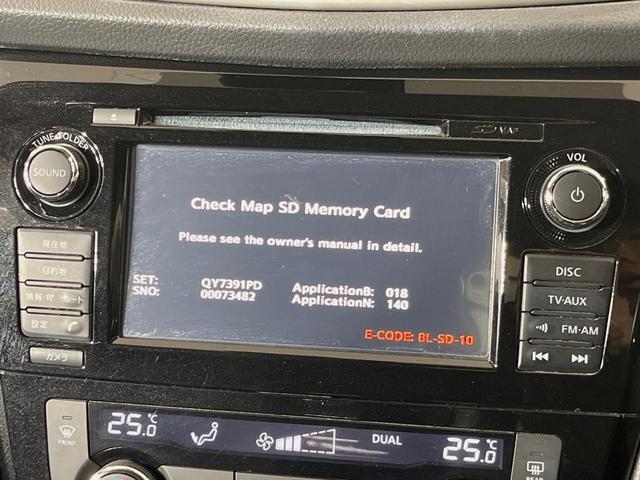 TUNE·FOLDER
SOUND
SD MAP
VOL
現在地
目的地
情報・TV ルート
設定
カメラ
Check Map SD Memory Card
Please see the owner's manual in detail.
SET: QY7391PD ApplicationB: 018
SNO: 00073482 ApplicationN: 140
E-CODE: BL-SD-10
DISC
TV·AUX
FM·AM
25.0 °C
DUAL
25.0 °C
FRONT
REAR